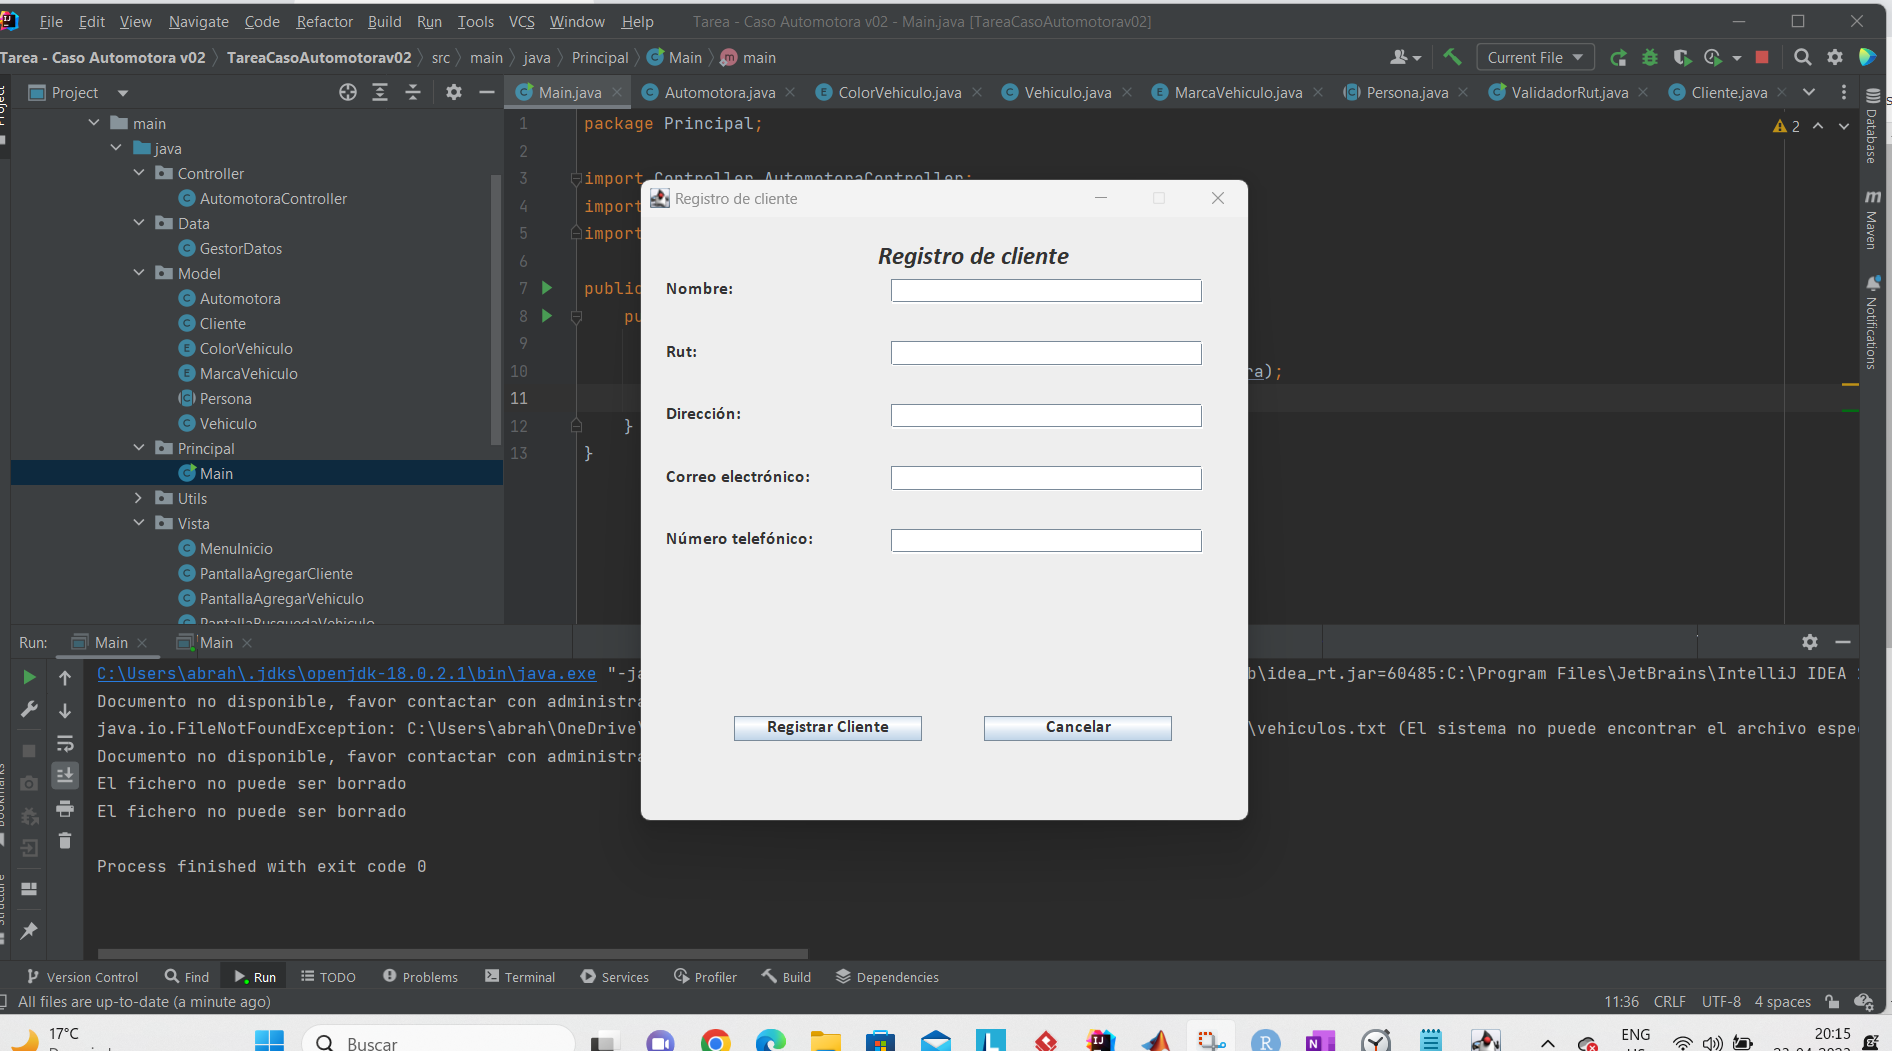 File Edit View Navigate Code Refactor Build Run Tools VCS Window Help Tarea - Caso Automotora v02 - Main.java [TareaCasoAutomotorav02]
Tarea - Caso Automotora v02 TareaCasoAutomotorav02 src main java Principal Main main Current File
Project Main.java Automotora.java ColorVehiculo.java Vehiculo.java MarcaVehiculo.java Persona.java ValidadorRut.java Cliente.java
main
java
Controller
AutomotoraController
Data
GestorDatos
Model
Automotora
Cliente
ColorVehiculo
MarcaVehiculo
Persona
Vehiculo
Principal
Main
Utils
Vista
MenuInicio
PantallaAgregarCliente
PantallaAgregarVehiculo
PantallaBusquedaVehiculo
1 package Principal;
2
3 import Controller.AutomotoraController;
4 import
5 import
6
7 public
8 pu
9
10 ra);
11
12 }
13 }
2
Database
Maven
Notifications
Registro de cliente
Registro de cliente
Nombre:
Rut:
Dirección:
Correo electrónico:
Número telefónico:
Registrar Cliente Cancelar
Run: Main Main
C:\Users\abrah\.jdks\openjdk-18.0.2.1\bin\java.exe "-ja b\idea_rt.jar=60485:C:\Program Files\JetBrains\IntelliJ IDEA
Documento no disponible, favor contactar con administra
java.io.FileNotFoundException: C:\Users\abrah\OneDrive\ \vehiculos.txt (El sistema no puede encontrar el archivo espe
Documento no disponible, favor contactar con administra
El fichero no puede ser borrado
El fichero no puede ser borrado
Process finished with exit code 0
Version Control Find Run TODO Problems Terminal Services Profiler Build Dependencies
All files are up-to-date (a minute ago) 11:36 CRLF UTF-8 4 spaces
17°C
Buscar
ENG
20:15